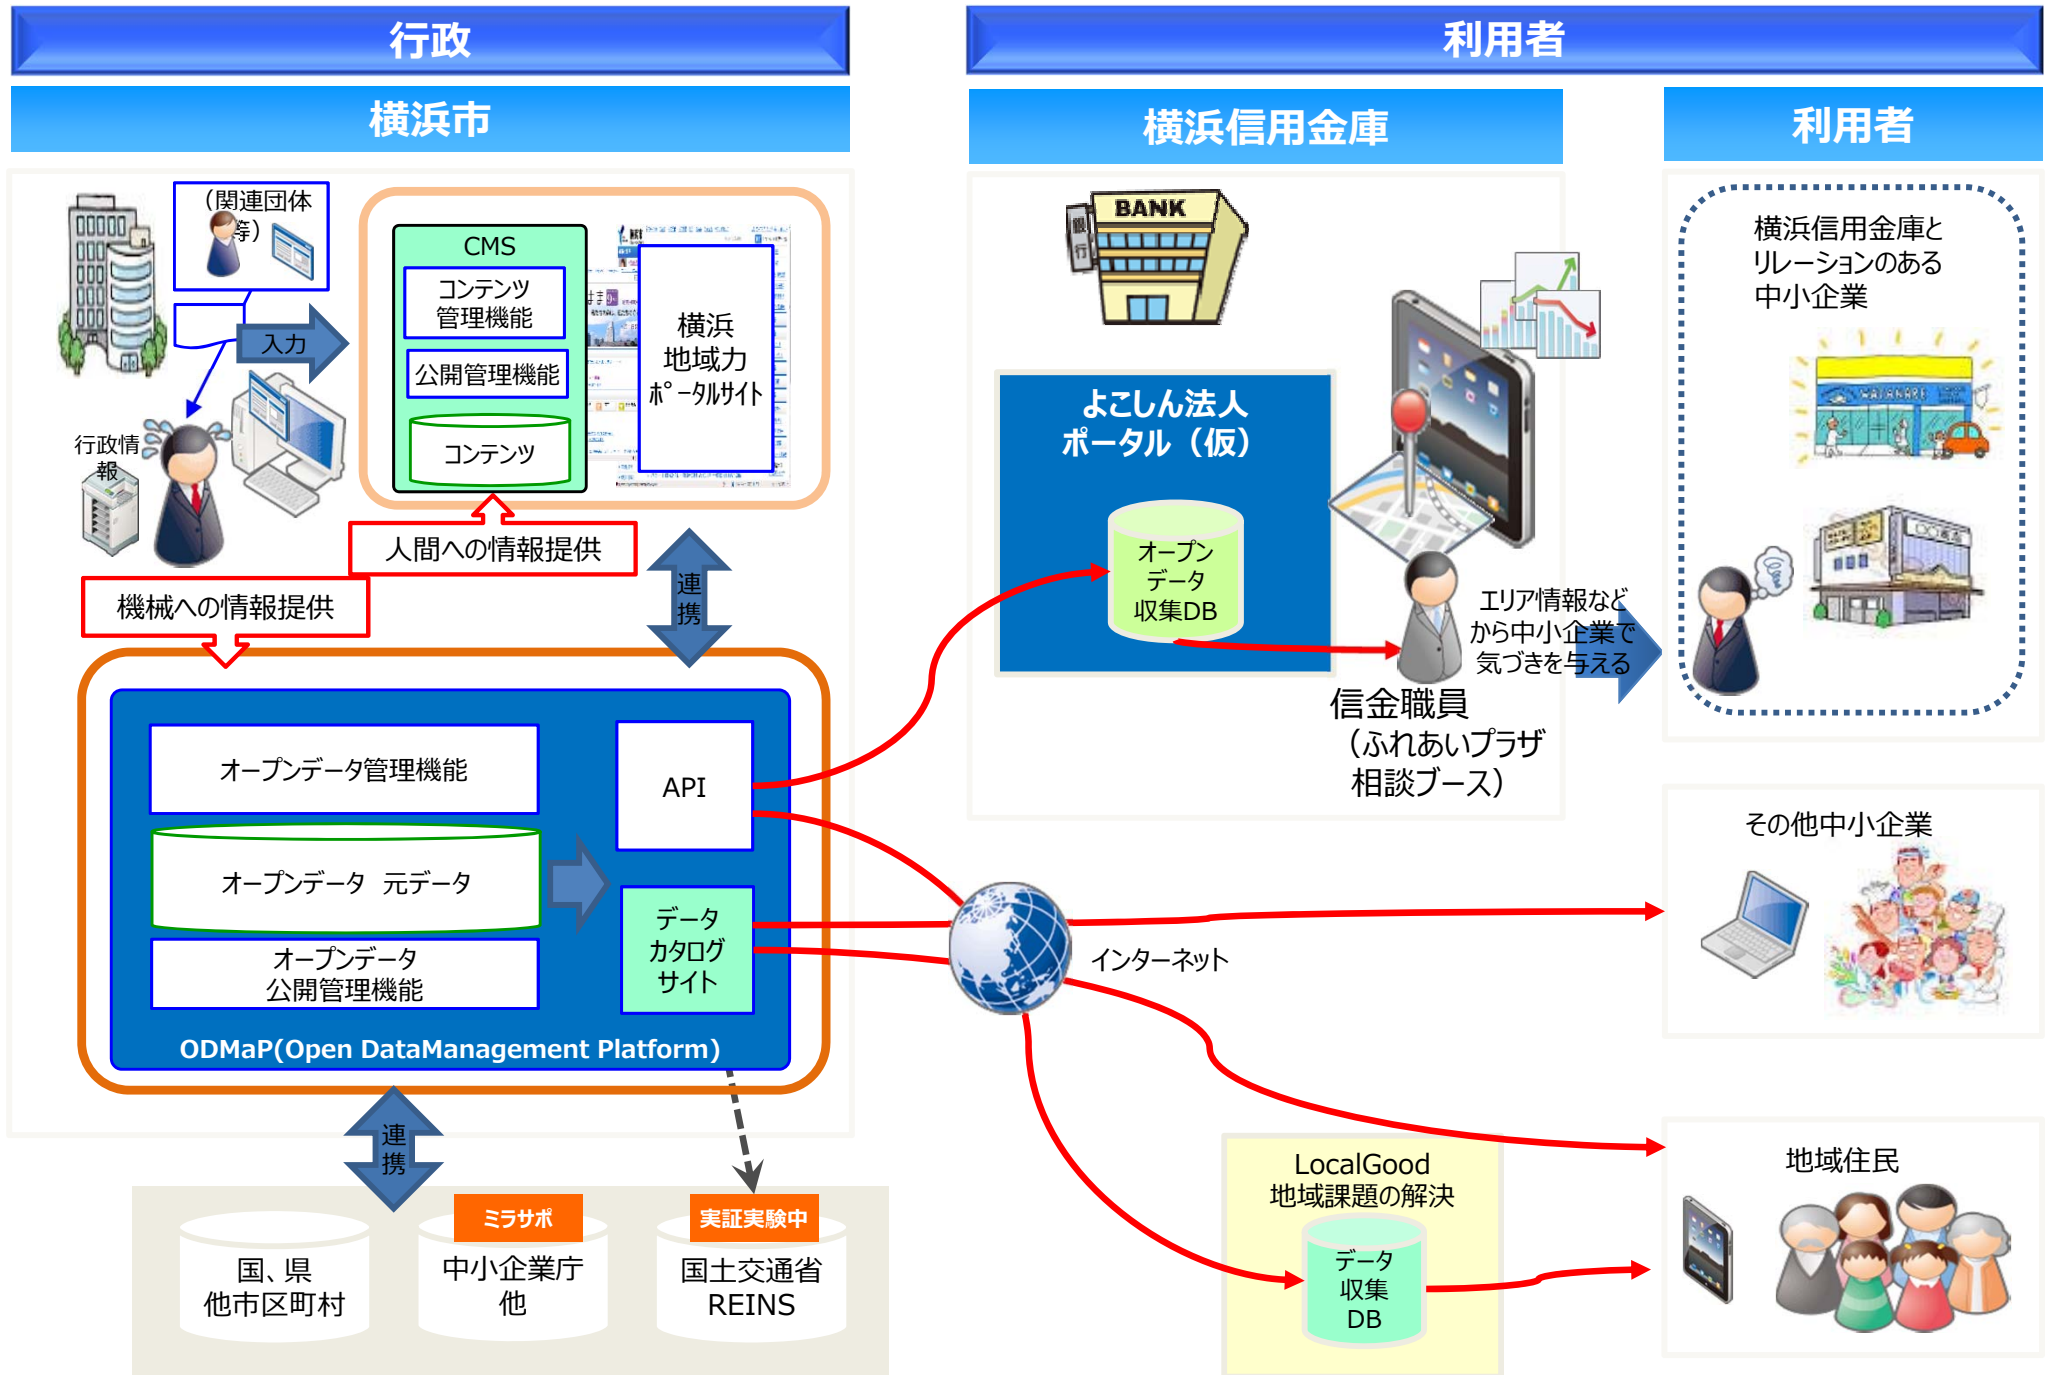 行政
利用者
横浜市
横浜信用金庫
利用者
（関連団体
等）
入力
行政情
報
CMS
コンテンツ
管理機能
公開管理機能
コンテンツ
横浜
地域力
ﾎﾟｰﾀﾙｻｲﾄ
人間への情報提供
機械への情報提供
連
携
オープンデータ管理機能
オープンデータ　元データ
オープンデータ
公開管理機能
API
データ
カタログ
サイト
ODMaP(Open DataManagement Platform)
連
携
国、県
他市区町村
ミラサポ
中小企業庁
他
実証実験中
国土交通省
REINS
BANK
銀行
よこしん法人
ポータル（仮）
オープン
データ
収集DB
信金職員
（ふれあいプラザ
相談ブース）
エリア情報など
から中小企業で
気づきを与える
インターネット
LocalGood
地域課題の解決
データ
収集
DB
横浜信用金庫と
リレーションのある
中小企業
WATANABE
その他中小企業
地域住民